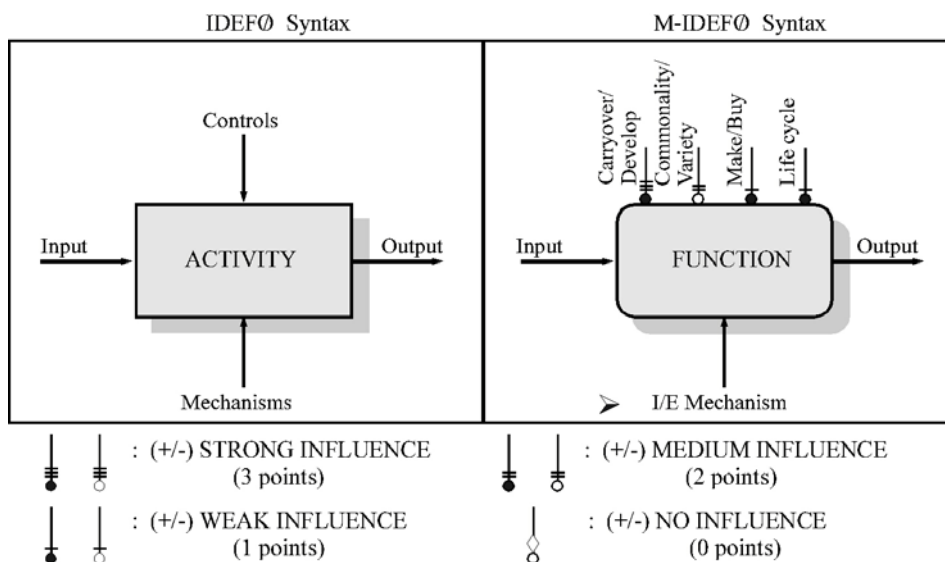 IDEFØ Syntax
M-IDEFØ Syntax
Controls
Input
ACTIVITY
Output
Mechanisms
Carryover/
Develop
Commonality/
Variety
Make/Buy
Life cycle
Input
FUNCTION
Output
I/E Mechanism
: (+/-) STRONG INFLUENCE
(3 points)
: (+/-) MEDIUM INFLUENCE
(2 points)
: (+/-) WEAK INFLUENCE
(1 points)
: (+/-) NO INFLUENCE
(0 points)